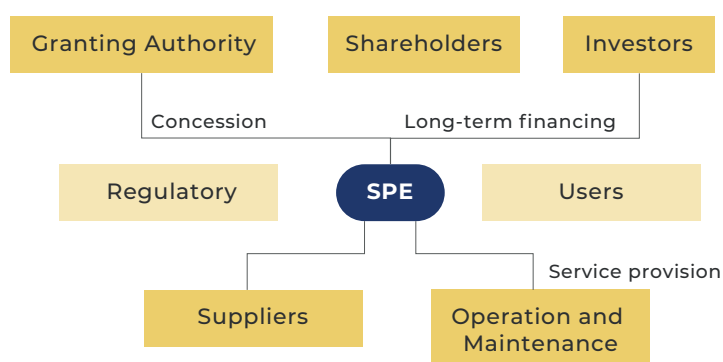 Granting Authority
Shareholders
Investors
Concession
Long-term financing
Regulatory
SPE
Users
Service provision
Suppliers
Operation and
Maintenance